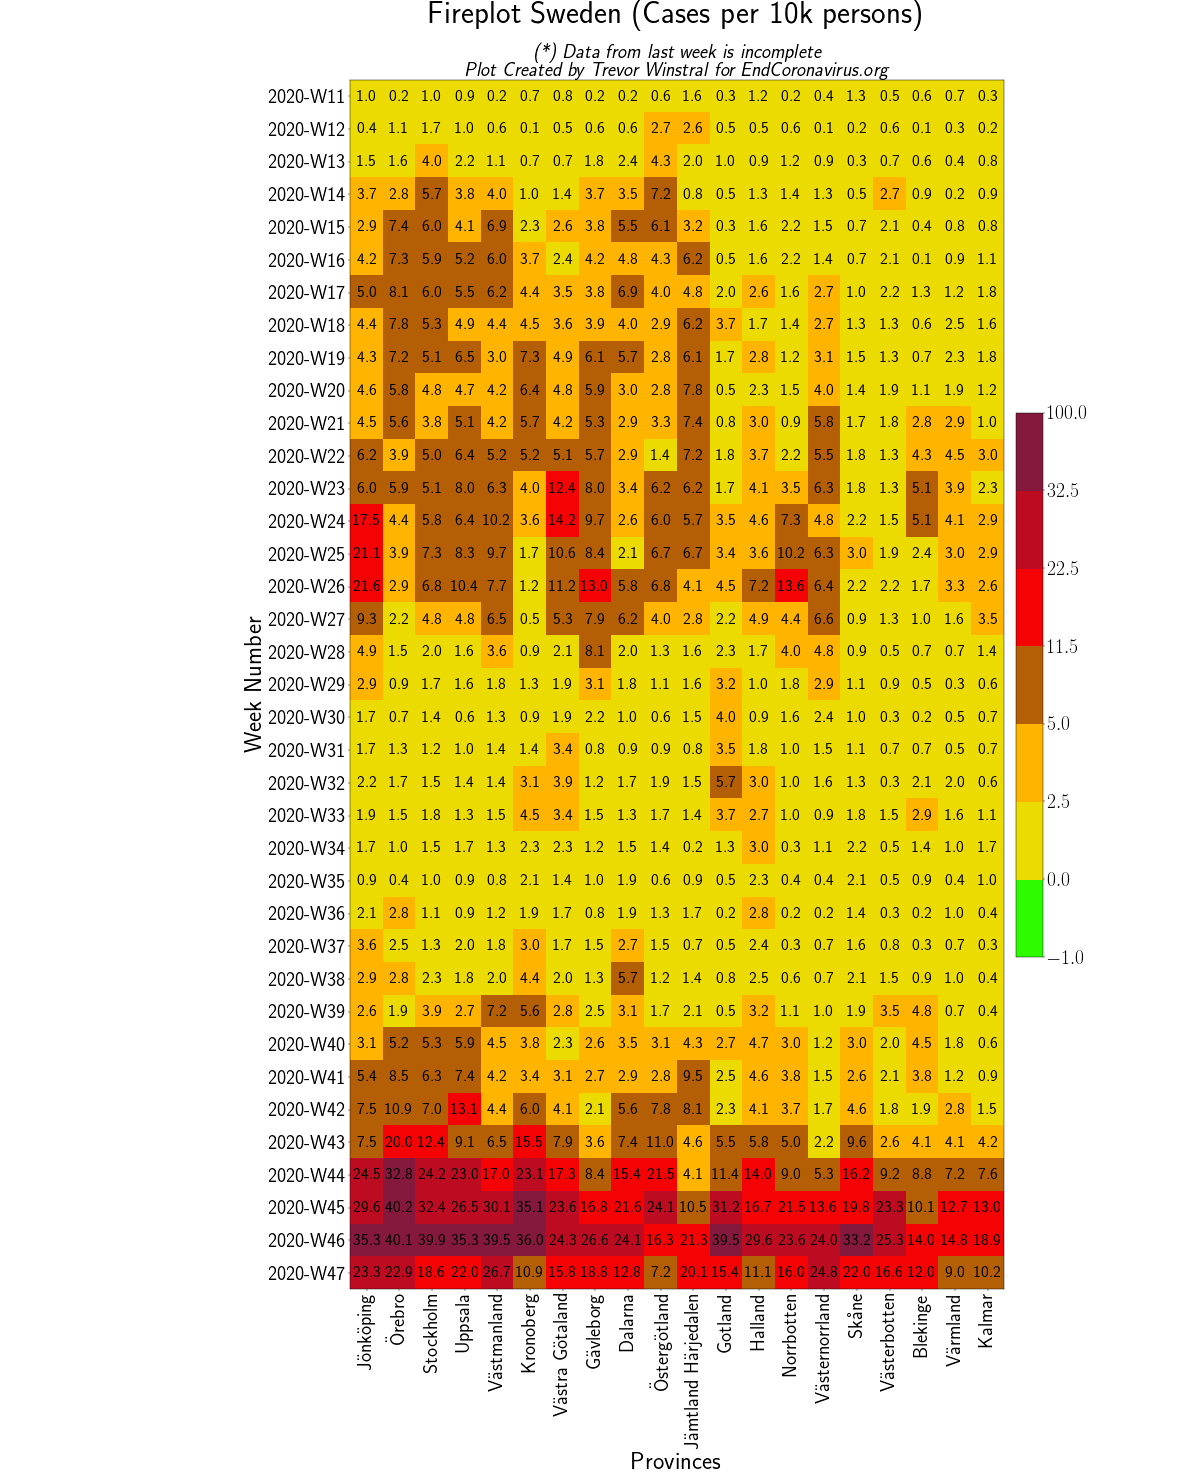 Fireplot Sweden (Cases per 10k persons)
(*) Data from last week is incomplete
Plot Created by Trevor Winstral for EndCoronavirus.org
2020-W11 1.0 0.2 1.0 0.9 0.2 0.7 0.8 0.2 0.2 0.6 1.6 0.3 1.2 0.2 0.4 1.3 0.5 0.6 0.7 0.3
2020-W12 0.4 1.1 1.7 1.0 0.6 0.1 0.5 0.6 0.6 2.7 2.6 0.5 0.5 0.6 0.1 0.2 0.6 0.1 0.3 0.2
2020-W13 1.5 1.6 4.0 2.2 1.1 0.7 0.7 1.8 2.4 4.3 2.0 1.0 0.9 1.2 0.9 0.3 0.7 0.6 0.4 0.8
2020-W14 3.7 2.8 5.7 3.8 4.0 1.0 1.4 3.7 3.5 7.2 0.8 0.5 1.3 1.4 1.3 0.5 2.7 0.9 0.2 0.9
2020-W15 2.9 7.4 6.0 4.1 6.9 2.3 2.6 3.8 5.5 6.1 3.2 0.3 1.6 2.2 1.5 0.7 2.1 0.4 0.8 0.8
2020-W16 4.2 7.3 5.9 5.2 6.0 3.7 2.4 4.2 4.8 4.3 6.2 0.5 1.6 2.2 1.4 0.7 2.1 0.1 0.9 1.1
2020-W17 5.0 8.1 6.0 5.5 6.2 4.4 3.5 3.8 6.9 4.0 4.8 2.0 2.6 1.6 2.7 1.0 2.2 1.3 1.2 1.8
2020-W18 4.4 7.8 5.3 4.9 4.4 4.5 3.6 3.9 4.0 2.9 6.2 3.7 1.7 1.4 2.7 1.3 1.3 0.6 2.5 1.6
2020-W19 4.3 7.2 5.1 6.5 3.0 7.3 4.9 6.1 5.7 2.8 6.1 1.7 2.8 1.2 3.1 1.5 1.3 0.7 2.3 1.8
2020-W20 4.6 5.8 4.8 4.7 4.2 6.4 4.8 5.9 3.0 2.8 7.8 0.5 2.3 1.5 4.0 1.4 1.9 1.1 1.9 1.2
2020-W21 4.5 5.6 3.8 5.1 4.2 5.7 4.2 5.3 2.9 3.3 7.4 0.8 3.0 0.9 5.8 1.7 1.8 2.8 2.9 1.0
2020-W22 6.2 3.9 5.0 6.4 5.2 5.2 5.1 5.7 2.9 1.4 7.2 1.8 3.7 2.2 5.5 1.8 1.3 4.3 4.5 3.0
2020-W23 6.0 5.9 5.1 8.0 6.3 4.0 12.4 8.0 3.4 6.2 6.2 1.7 4.1 3.5 6.3 1.8 1.3 5.1 3.9 2.3
2020-W24 17.5 4.4 5.8 6.4 10.2 3.6 14.2 9.7 2.6 6.0 5.7 3.5 4.6 7.3 4.8 2.2 1.5 5.1 4.1 2.9
2020-W25 21.1 3.9 7.3 8.3 9.7 1.7 10.6 8.4 2.1 6.7 6.7 3.4 3.6 10.2 6.3 3.0 1.9 2.4 3.0 2.9
2020-W26 21.6 2.9 6.8 10.4 7.7 1.2 11.2 13.0 5.8 6.8 4.1 4.5 7.2 13.6 6.4 2.2 2.2 1.7 3.3 2.6
2020-W27 9.3 2.2 4.8 4.8 6.5 0.5 5.3 7.9 6.2 4.0 2.8 2.2 4.9 4.4 6.6 0.9 1.3 1.0 1.6 3.5
2020-W28 4.9 1.5 2.0 1.6 3.6 0.9 2.1 8.1 2.0 1.3 1.6 2.3 1.7 4.0 4.8 0.9 0.5 0.7 0.7 1.4
2020-W29 2.9 0.9 1.7 1.6 1.8 1.3 1.9 3.1 1.8 1.1 1.6 3.2 1.0 1.8 2.9 1.1 0.9 0.5 0.3 0.6
2020-W30 1.7 0.7 1.4 0.6 1.3 0.9 1.9 2.2 1.0 0.6 1.5 4.0 0.9 1.6 2.4 1.0 0.3 0.2 0.5 0.7
2020-W31 1.7 1.3 1.2 1.0 1.4 1.4 3.4 0.8 0.9 0.9 0.8 3.5 1.8 1.0 1.5 1.1 0.7 0.7 0.5 0.7
2020-W32 2.2 1.7 1.5 1.4 1.4 3.1 3.9 1.2 1.7 1.9 1.5 5.7 3.0 1.0 1.6 1.3 0.3 2.1 2.0 0.6
2020-W33 1.9 1.5 1.8 1.3 1.5 4.5 3.4 1.5 1.3 1.7 1.4 3.7 2.7 1.0 0.9 1.8 1.5 2.9 1.6 1.1
2020-W34 1.7 1.0 1.5 1.7 1.3 2.3 2.3 1.2 1.5 1.4 0.2 1.3 3.0 0.3 1.1 2.2 0.5 1.4 1.0 1.7
2020-W35 0.9 0.4 1.0 0.9 0.8 2.1 1.4 1.0 1.9 0.6 0.9 0.5 2.3 0.4 0.4 2.1 0.5 0.9 0.4 1.0
2020-W36 2.1 2.8 1.1 0.9 1.2 1.9 1.7 0.8 1.9 1.3 1.7 0.2 2.8 0.2 0.2 1.4 0.3 0.2 1.0 0.4
2020-W37 3.6 2.5 1.3 2.0 1.8 3.0 1.7 1.5 2.7 1.5 0.7 0.5 2.4 0.3 0.7 1.6 0.8 0.3 0.7 0.3
2020-W38 2.9 2.8 2.3 1.8 2.0 4.4 2.0 1.3 5.7 1.2 1.4 0.8 2.5 0.6 0.7 2.1 1.5 0.9 1.0 0.4
2020-W39 2.6 1.9 3.9 2.7 7.2 5.6 2.8 2.5 3.1 1.7 2.1 0.5 3.2 1.1 1.0 1.9 3.5 4.8 0.7 0.4
2020-W40 3.1 5.2 5.3 5.9 4.5 3.8 2.3 2.6 3.5 3.1 4.3 2.7 4.7 3.0 1.2 3.0 2.0 4.5 1.8 0.6
2020-W41 5.4 8.5 6.3 7.4 4.2 3.4 3.1 2.7 2.9 2.8 9.5 2.5 4.6 3.8 1.5 2.6 2.1 3.8 1.2 0.9
2020-W42 7.5 10.9 7.0 13.1 4.4 6.0 4.1 2.1 5.6 7.8 8.1 2.3 4.1 3.7 1.7 4.6 1.8 1.9 2.8 1.5
2020-W43 7.5 20.0 12.4 9.1 6.5 15.5 7.9 3.6 7.4 11.0 4.6 5.5 5.8 5.0 2.2 9.6 2.6 4.1 4.1 4.2
2020-W44 24.5 32.8 24.2 23.0 17.0 23.1 17.3 8.4 15.4 21.5 4.1 11.4 14.0 9.0 5.3 16.2 9.2 8.8 7.2 7.6
2020-W45 29.6 40.2 32.4 26.5 30.1 35.1 23.6 16.8 21.6 24.1 10.5 31.2 16.7 21.5 13.6 19.8 23.3 10.1 12.7 13.0
2020-W46 35.3 40.1 39.9 35.3 39.5 36.0 24.3 26.6 24.1 16.3 21.3 39.5 29.6 23.6 24.0 33.2 25.3 14.0 14.8 18.9
2020-W47 23.3 22.9 18.6 22.0 26.7 10.9 15.8 18.8 12.8 7.2 20.1 15.4 11.1 16.0 24.8 22.0 16.6 12.0 9.0 10.2
Week Number
Jönköping
Örebro
Stockholm
Uppsala
Västmanland
Kronoberg
Västra Götaland
Gävleborg
Dalarna
Östergötland
Jämtland Härjedalen
Gotland
Halland
Norrbotten
Västernorrland
Skåne
Västerbotten
Blekinge
Värmland
Kalmar
Provinces
100.0
32.5
22.5
11.5
5.0
2.5
0.0
−1.0